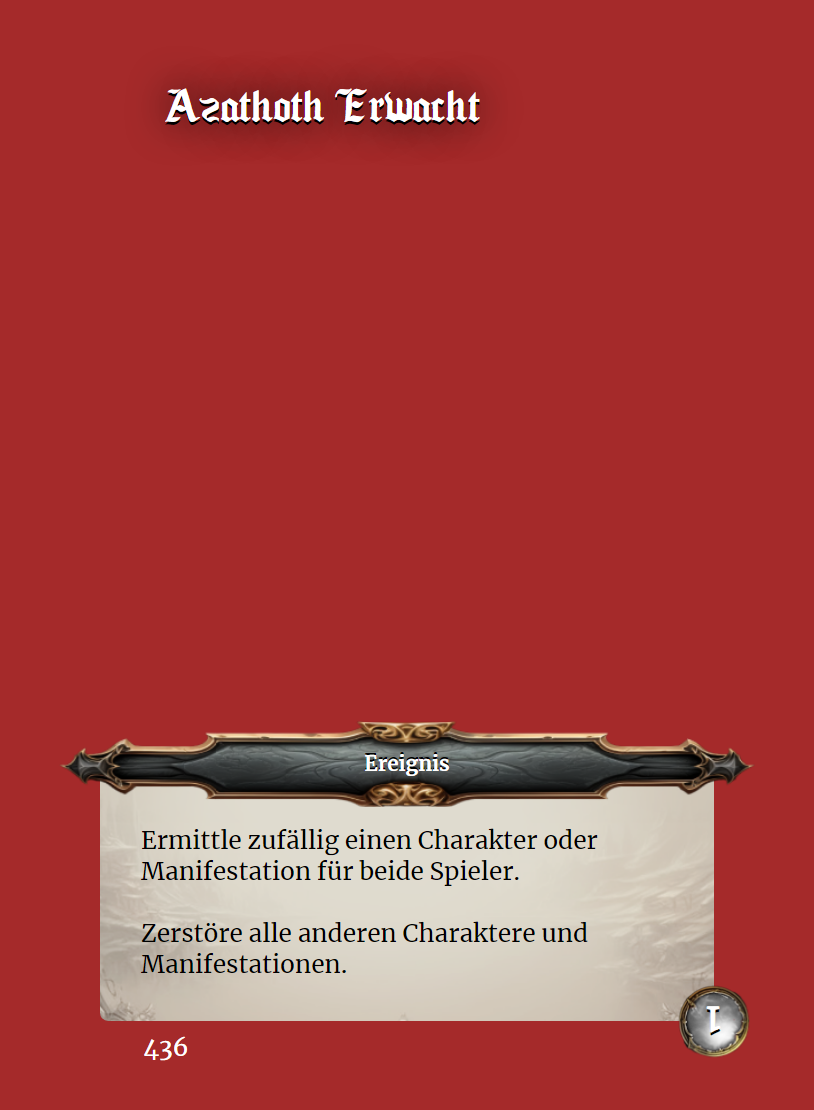 Azathoth Erwacht
Ereignis
Ermittle zufällig einen Charakter oder
Manifestation für beide Spieler.
Zerstöre alle anderen Charaktere und
Manifestationen.
1
436